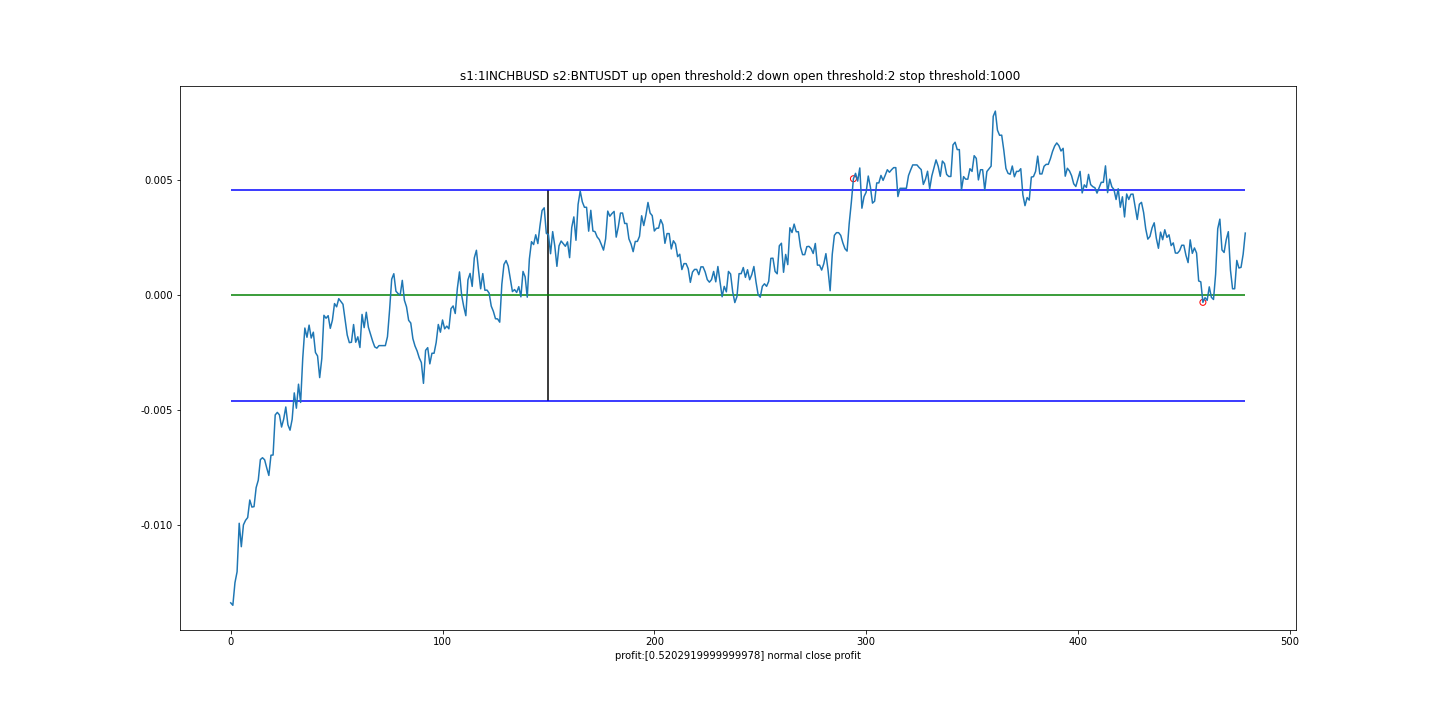 s1:1INCHBUSD s2:BNTUSDT up open threshold:2 down open threshold:2 stop threshold:1000
0.005
0.000
-0.005
-0.010
0 100 200 300 400 500
profit:[0.5202919999999978] normal close profit